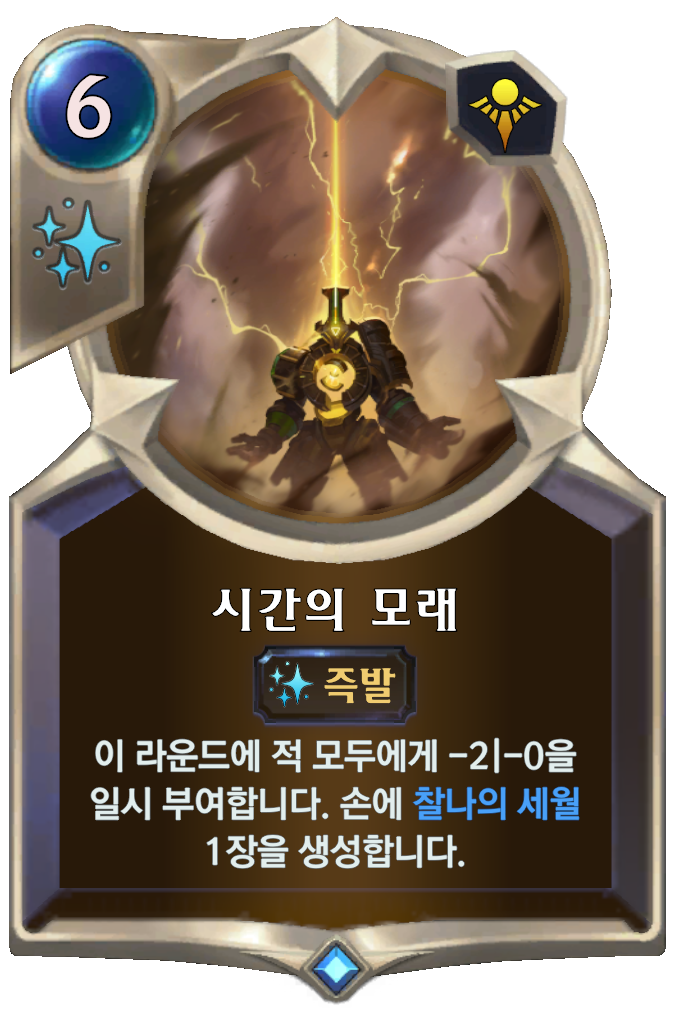 6
시간의 모래
즉발
이 라운드에 적 모두에게 -2|-0을
일시 부여합니다. 손에 찰나의 세월
1장을 생성합니다.